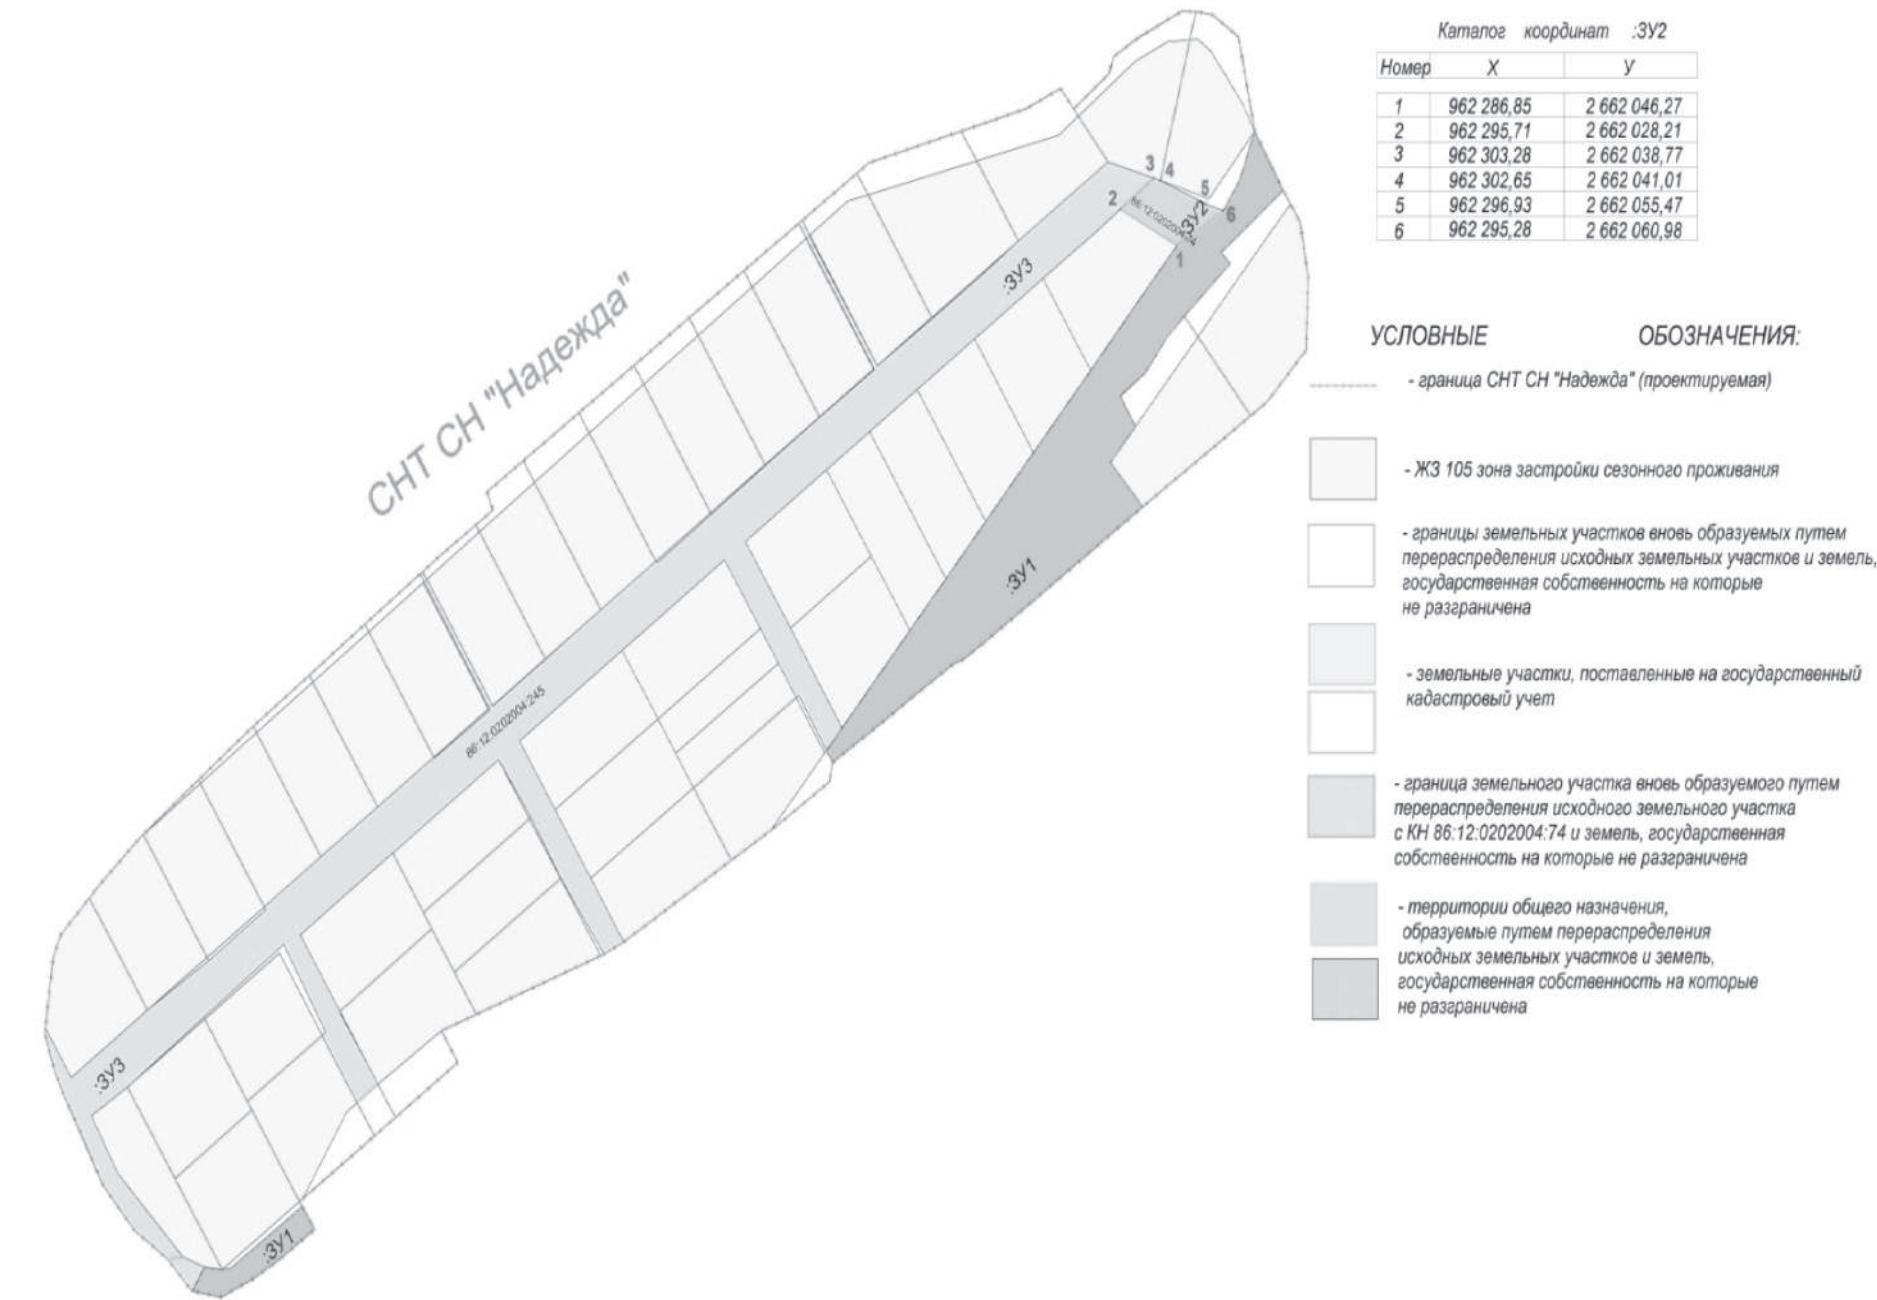 Каталог координат :ЗУ2
Номер X У
1 962 286,85 2 662 046,27
2 962 295,71 2 662 028,21
3 962 303,28 2 662 038,77
4 962 302,65 2 662 041,01
5 962 296,93 2 662 055,47
6 962 295,28 2 662 060,98
УСЛОВНЫЕ ОБОЗНАЧЕНИЯ:
- граница СНТ СН "Надежда" (проектируемая)
- ЖЗ 105 зона застройки сезонного проживания
- границы земельных участков вновь образуемых путем
перераспределения исходных земельных участков и земель,
государственная собственность на которые
не разграничена
- земельные участки, поставленные на государственный
кадастровый учет
- граница земельного участка вновь образуемого путем
перераспределения исходного земельного участка
с КН 86:12:0202004:74 и земель, государственная
собственность на которые не разграничена
- территории общего назначения,
образуемые путем перераспределения
исходных земельных участков и земель,
государственная собственность на которые
не разграничена
СНТ СН "Надежда"
3
4
5
2
6
1
86:12:0202004:74
:ЗУ2
:ЗУ3
:ЗУ1
86:12:0202004:245
:ЗУ3
:ЗУ1